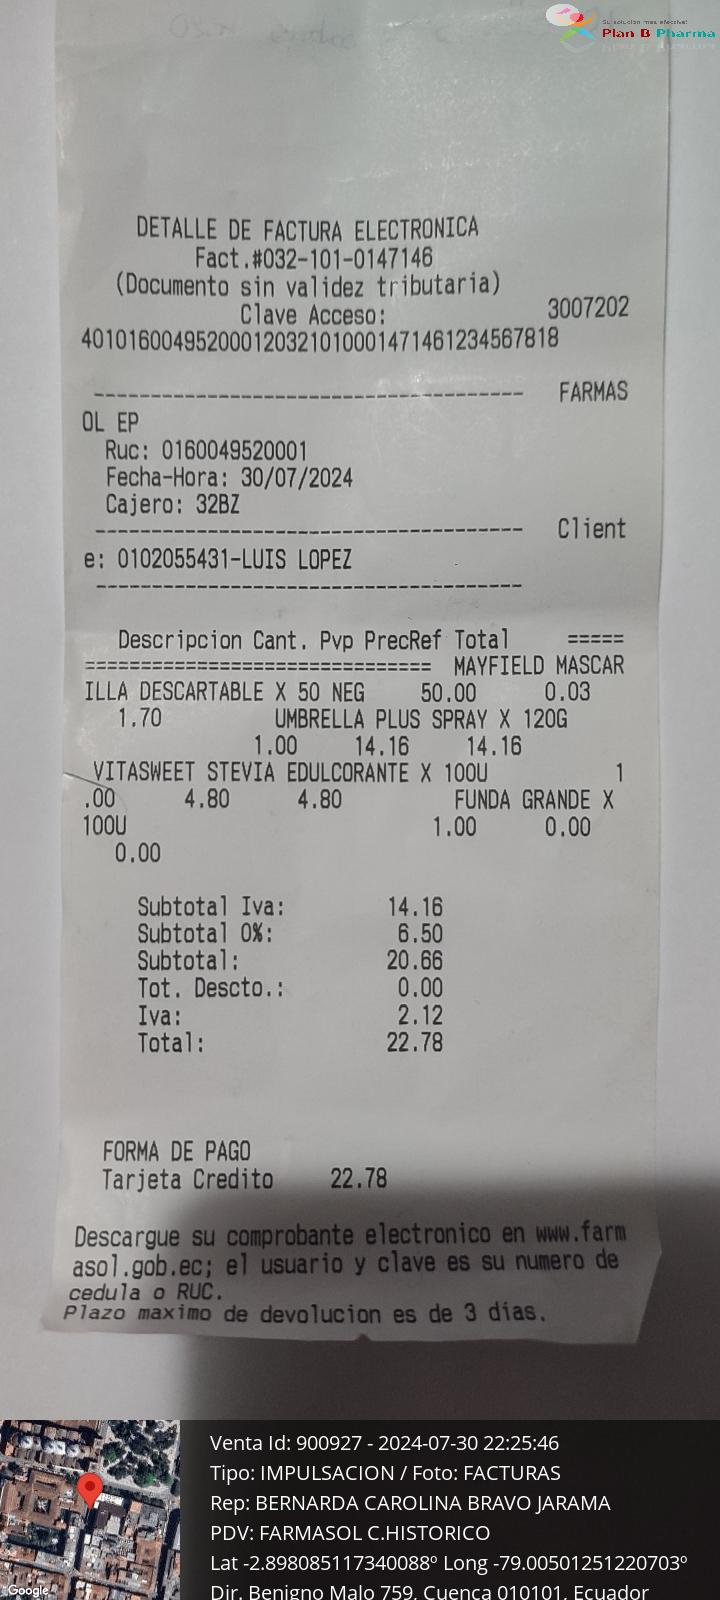 Su solucion mas efectiva!
Plan B Pharma
DETALLE DE FACTURA ELECTRONICA
Fact.#032-101-0147146
(Documento sin validez tributaria)
Clave Acceso: 3007202
401016004952000120321010001471461234567818
-------------------------------------- FARMAS
OL EP
Ruc: 0160049520001
Fecha-Hora: 30/07/2024
Cajero: 32BZ
-------------------------------------- Client
e: 0102055431-LUIS LOPEZ
--------------------------------------
Descripcion Cant. Pvp PrecRef Total =====
=============================== MAYFIELD MASCAR
ILLA DESCARTABLE X 50 NEG 50.00 0.03
1.70 UMBRELLA PLUS SPRAY X 120G
1.00 14.16 14.16
VITASWEET STEVIA EDULCORANTE X 100U 1
.00 4.80 4.80 FUNDA GRANDE X
100U 1.00 0.00
0.00
Subtotal Iva: 14.16
Subtotal 0%: 6.50
Subtotal: 20.66
Tot. Descto.: 0.00
Iva: 2.12
Total: 22.78
FORMA DE PAGO
Tarjeta Credito 22.78
Descargue su comprobante electronico en www.farm
asol.gob.ec; el usuario y clave es su numero de
cedula o RUC.
Plazo maximo de devolucion es de 3 dias.
Venta Id: 900927 - 2024-07-30 22:25:46
Tipo: IMPULSACION / Foto: FACTURAS
Rep: BERNARDA CAROLINA BRAVO JARAMA
PDV: FARMASOL C.HISTORICO
Lat -2.898085117340088º Long -79.00501251220703º
Dir. Benigno Malo 759, Cuenca 010101, Ecuador
Google